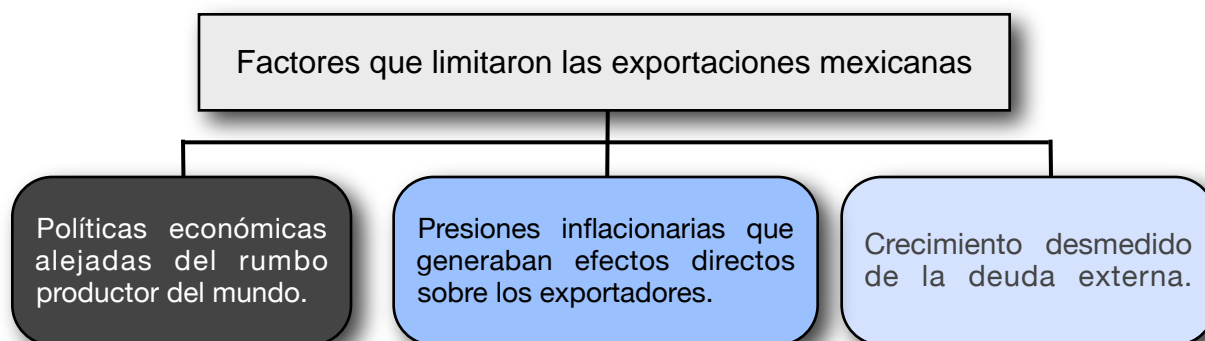 Factores que limitaron las exportaciones mexicanas
Políticas económicas
alejadas del rumbo
productor del mundo.
Presiones inflacionarias que
generaban efectos directos
sobre los exportadores.
Crecimiento desmedido
de la deuda externa.